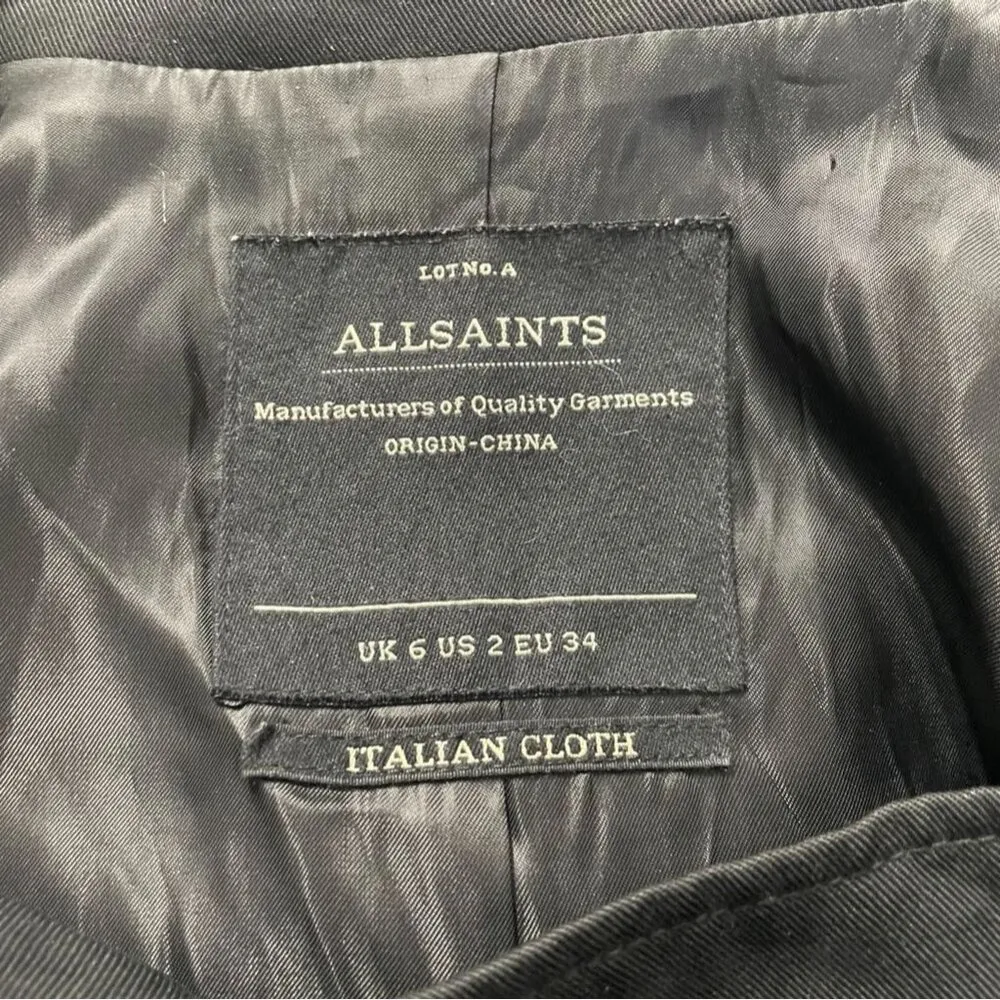 LOT.No. A
ALLSAINTS
Manufacturers of Quality Garments
ORIGIN-CHINA
UK 6 US 2 EU 34
ITALIAN CLOTH